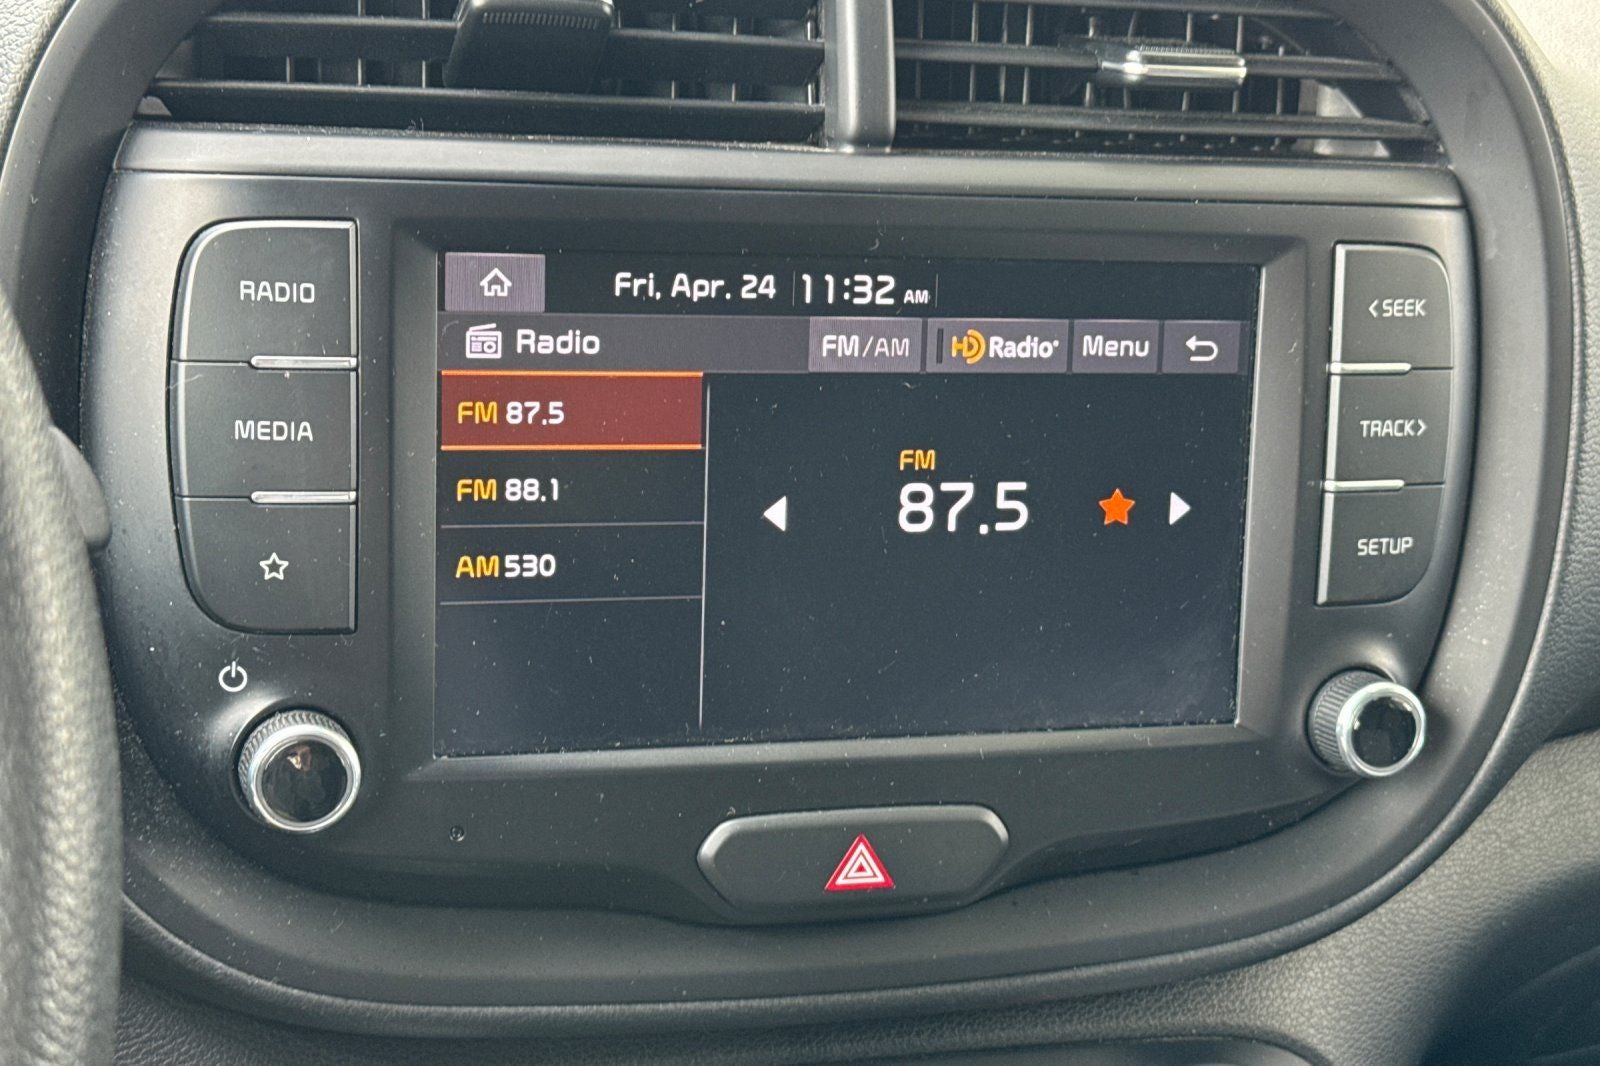 Fri, Apr. 24 11:32 AM
Radio FM/AM HD Radio Menu
FM 87.5
FM 88.1
AM 530
FM
87.5
RADIO
MEDIA
< SEEK
TRACK >
SETUP